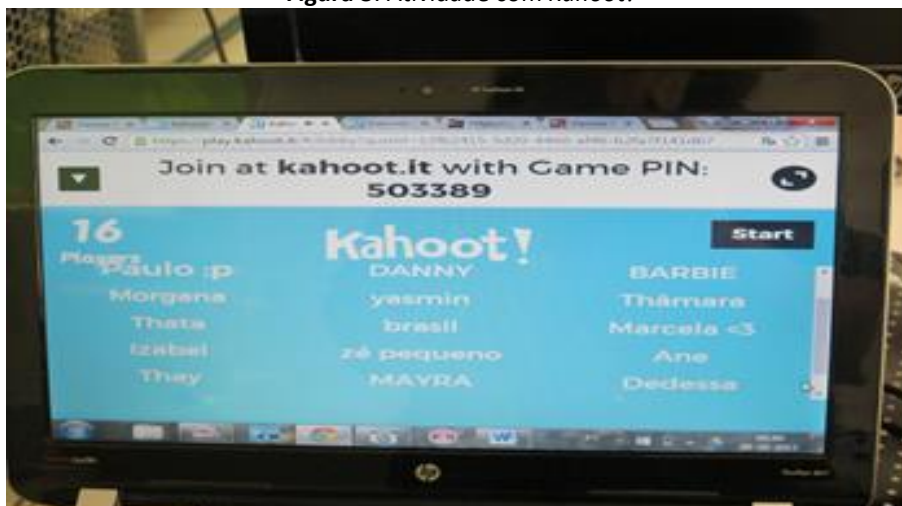 Join at kahoot.it with Game PIN:
503389
16
Players
Kahoot!
Start
Paulo :p DANNY BARBIE
Morgana yasmin Thâmara
Thata brasil Marcela <3
Izabel zé pequeno Ane
Thay MAYRA Dedessa
hp